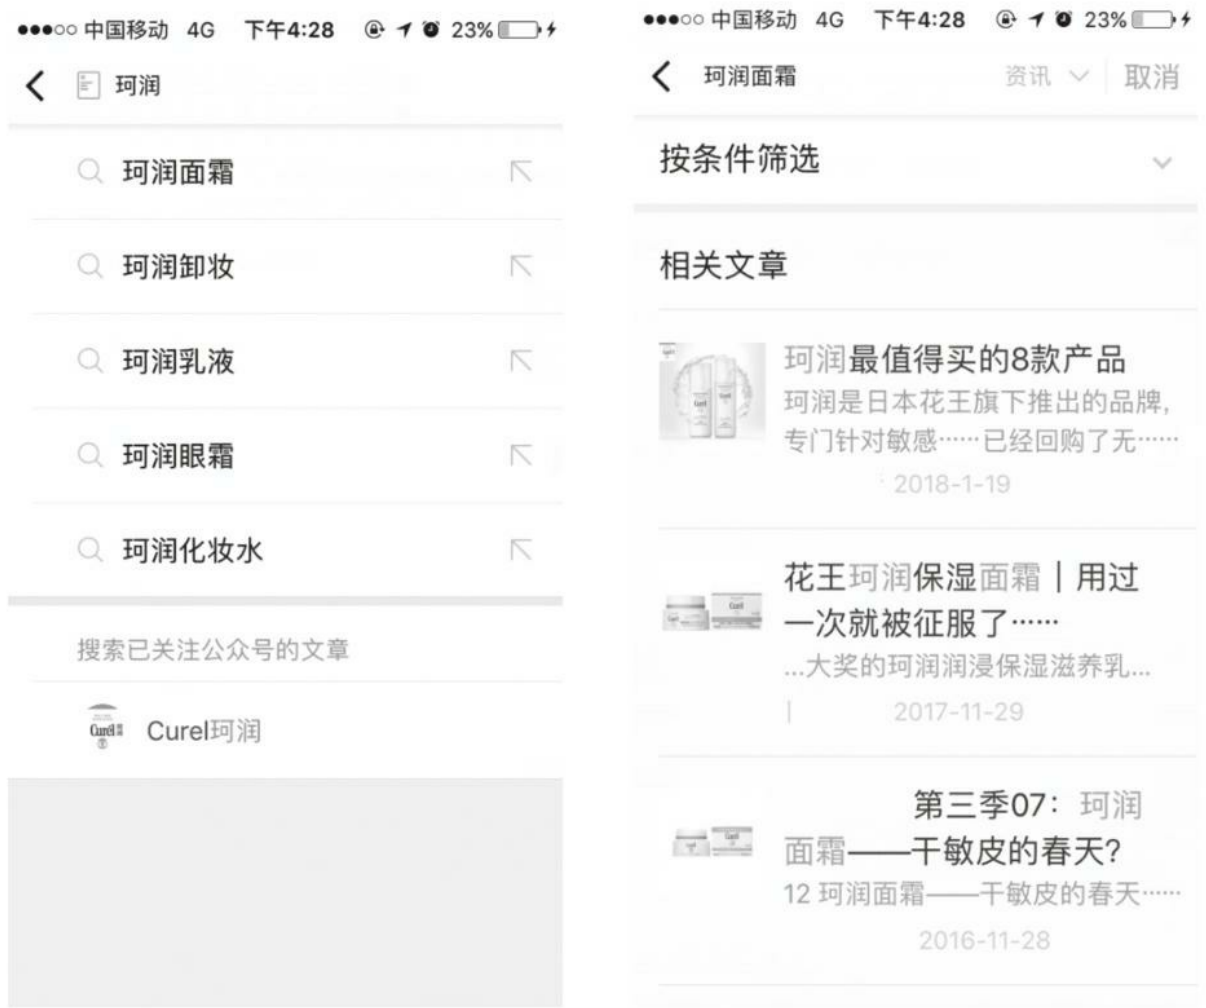 中国移动 4G 下午4:28 23%
珂润
珂润面霜
珂润卸妆
珂润乳液
珂润眼霜
珂润化妆水
搜索已关注公众号的文章
Curel
Curel珂润
中国移动 4G 下午4:28 23%
珂润面霜 资讯 取消
按条件筛选
相关文章
珂润最值得买的8款产品
珂润是日本花王旗下推出的品牌,
专门针对敏感……已经回购了无……
2018-1-19
花王珂润保湿面霜｜用过
一次就被征服了……
...大奖的珂润润浸保湿滋养乳...
| 2017-11-29
第三季07：珂润
面霜——干敏皮的春天?
12 珂润面霜——干敏皮的春天……
2016-11-28